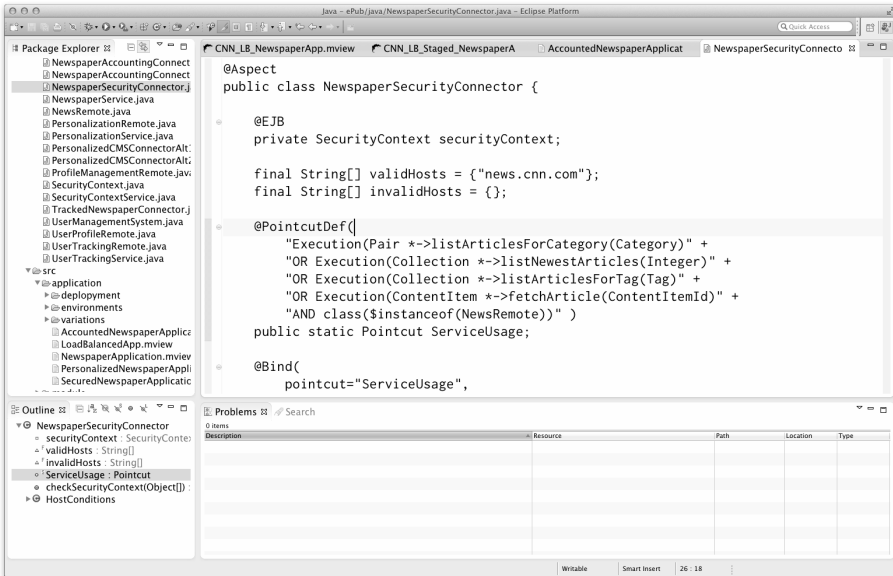 Java – ePub/java/NewspaperSecurityConnector.java – Eclipse Platform
Quick Access
Package Explorer
CNN_LB_NewspaperApp.mview
CNN_LB_Staged_NewspaperA
AccountedNewspaperApplicat
NewspaperSecurityConnecto
NewspaperAccountingConnect
NewspaperAccountingConnect
NewspaperSecurityConnector.j
NewspaperService.java
NewsRemote.java
PersonalizationRemote.java
PersonalizationService.java
PersonalizedCMSConnectorAlt1
PersonalizedCMSConnectorAlt2
ProfileManagementRemote.java
SecurityContext.java
SecurityContextService.java
TrackedNewspaperConnector.j
UserManagementSystem.java
UserProfileRemote.java
UserTrackingRemote.java
UserTrackingService.java
src
application
deplopyment
environments
variations
AccountedNewspaperApplica
LoadBalancedApp.mview
NewspaperApplication.mview
PersonalizedNewspaperAppli
SecuredNewspaperApplicatio
@Aspect
public class NewspaperSecurityConnector {
@EJB
private SecurityContext securityContext;
final String[] validHosts = {"news.cnn.com"};
final String[] invalidHosts = {};
@PointcutDef(
"Execution(Pair *->listArticlesForCategory(Category)" +
"OR Execution(Collection *->listNewestArticles(Integer)" +
"OR Execution(Collection *->listArticlesForTag(Tag)" +
"OR Execution(ContentItem *->fetchArticle(ContentItemId)" +
"AND class($instanceof(NewsRemote))" )
public static Pointcut ServiceUsage;
@Bind(
pointcut="ServiceUsage",
Outline
NewspaperSecurityConnector
securityContext : SecurityContex
validHosts : String[]
invalidHosts : String[]
ServiceUsage : Pointcut
checkSecurityContext(Object[]) :
HostConditions
Problems
Search
0 items
Description
Resource
Path
Location
Type
Writable
Smart Insert
26 : 18